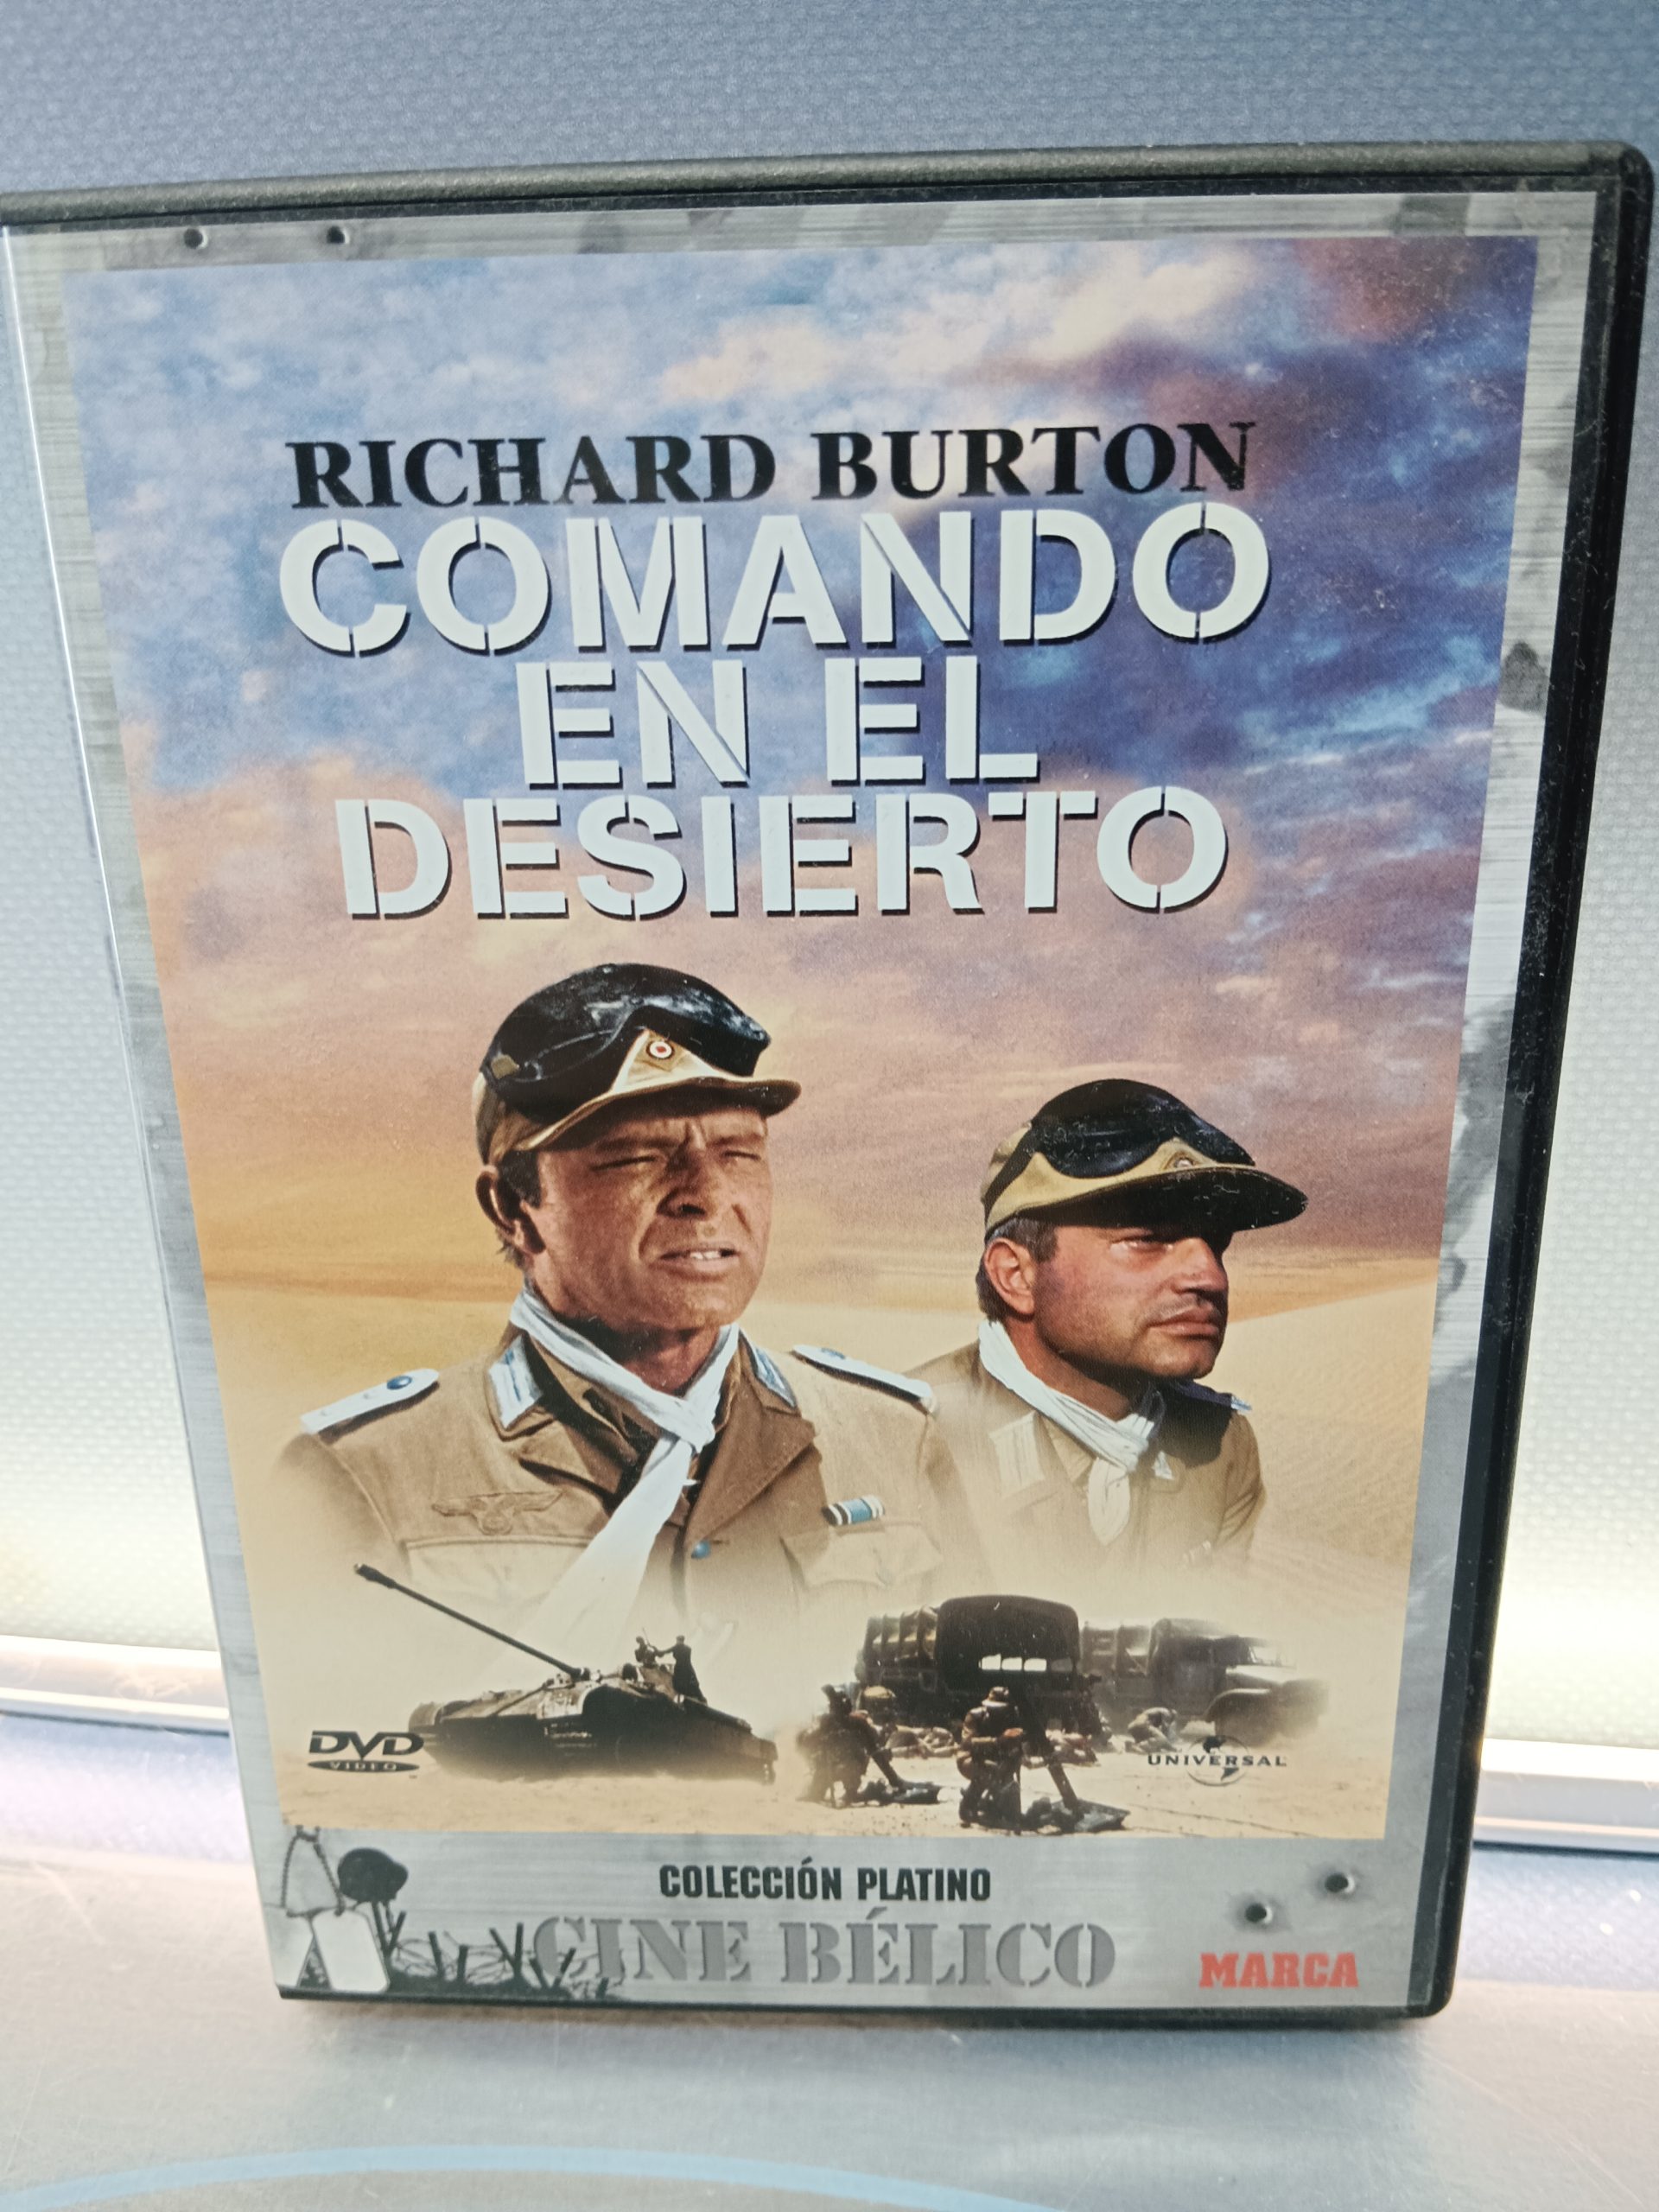 RICHARD BURTON
COMANDO
EN EL
DESIERTO
DVD
VIDEO
UNIVERSAL
COLECCIÓN PLATINO
CINE BÉLICO
MARCA